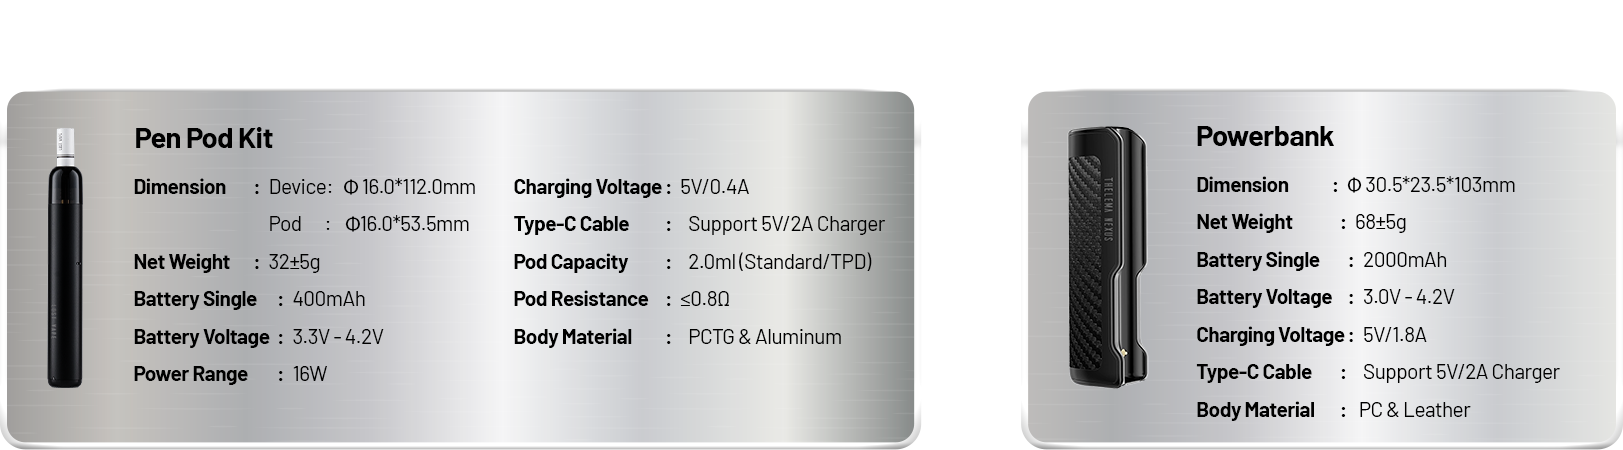 Pen Pod Kit
Dimension : Device: Φ 16.0*112.0mm
Pod : Φ16.0*53.5mm
Net Weight : 32±5g
Battery Single : 400mAh
Battery Voltage : 3.3V - 4.2V
Power Range : 16W
Charging Voltage : 5V/0.4A
Type-C Cable : Support 5V/2A Charger
Pod Capacity : 2.0ml (Standard/TPD)
Pod Resistance : ≤0.8Ω
Body Material : PCTG & Aluminum
THELEMA NEXUS
Powerbank
Dimension : Φ 30.5*23.5*103mm
Net Weight : 68±5g
Battery Single : 2000mAh
Battery Voltage : 3.0V - 4.2V
Charging Voltage : 5V/1.8A
Type-C Cable : Support 5V/2A Charger
Body Material : PC & Leather